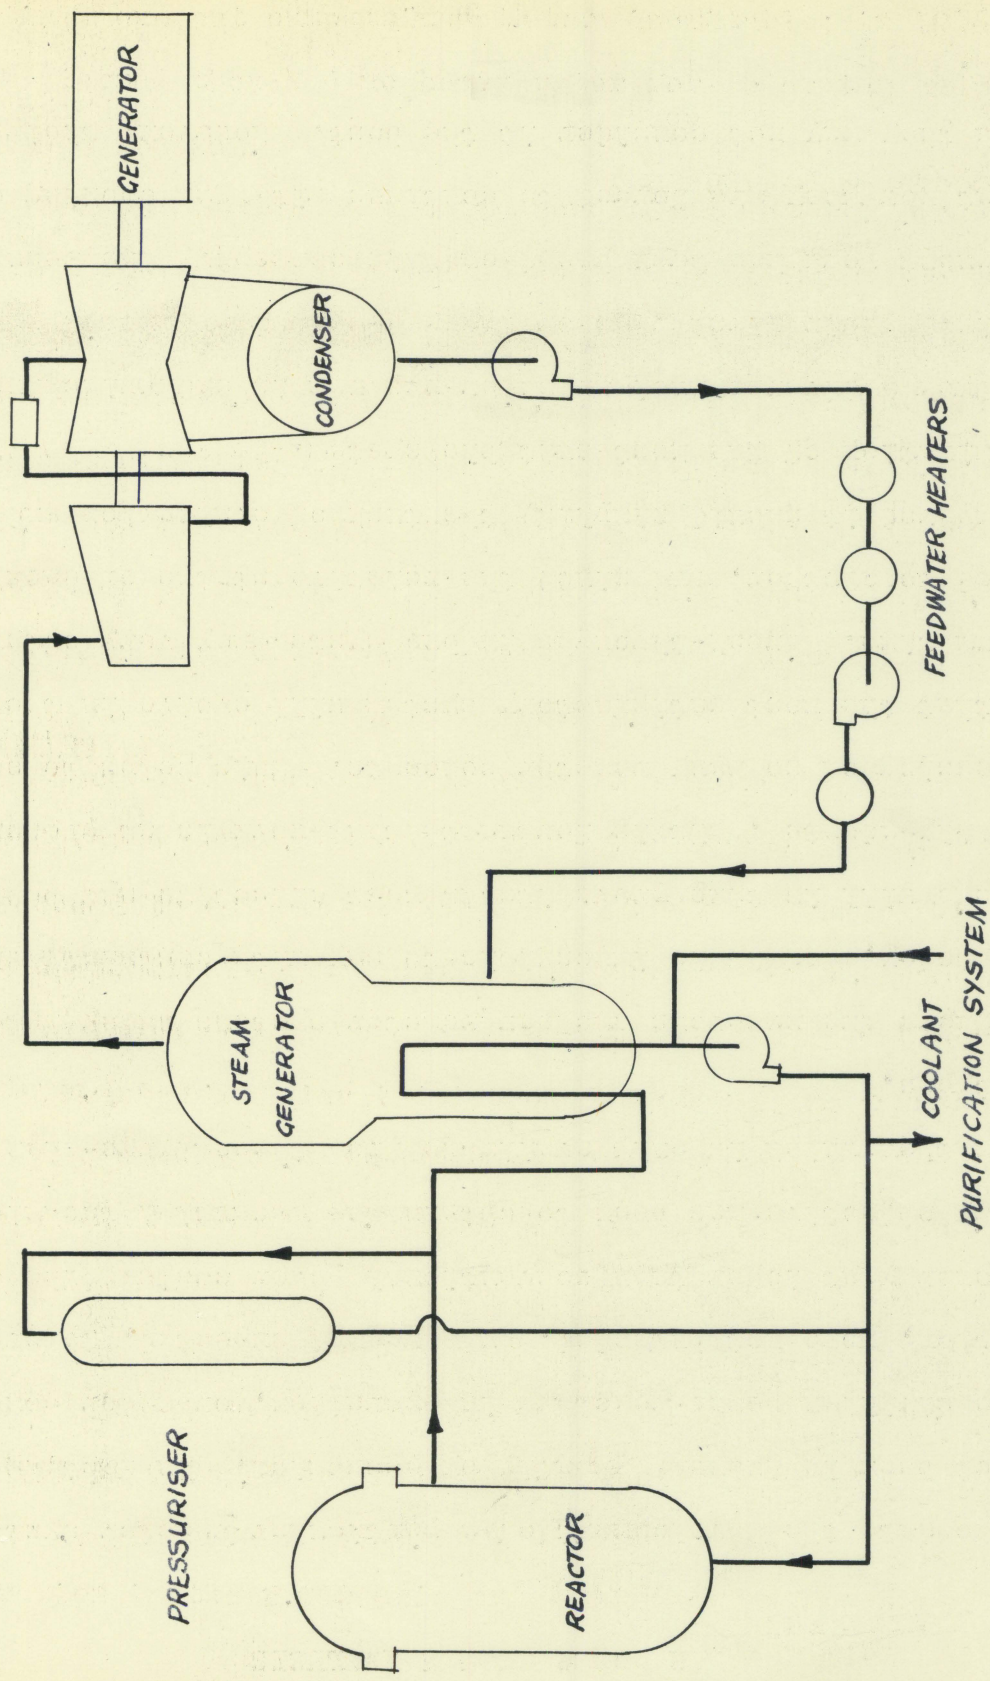 PRESSURISER
REACTOR
STEAM
GENERATOR
COOLANT
PURIFICATION SYSTEM
FEEDWATER HEATERS
CONDENSER
GENERATOR